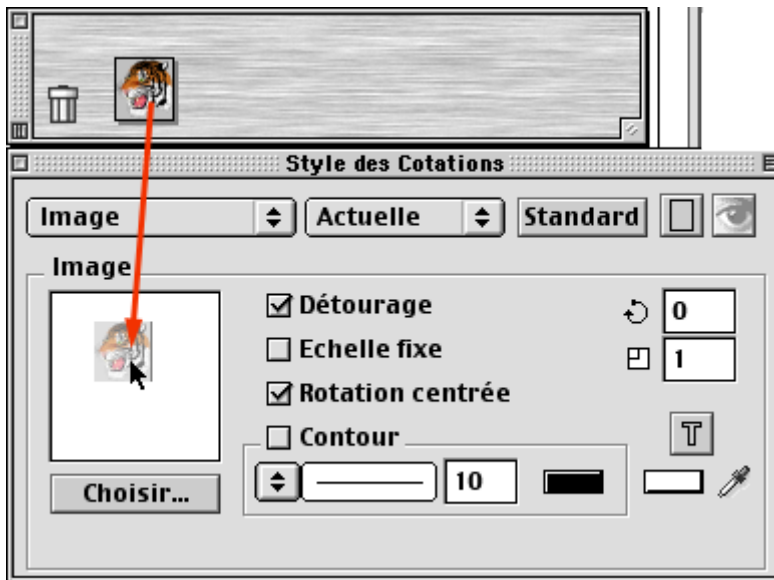 Style des Cotations
Image Actuelle Standard
Image
Détourage 0
Echelle fixe 1
Rotation centrée
Contour T
Choisir... 10